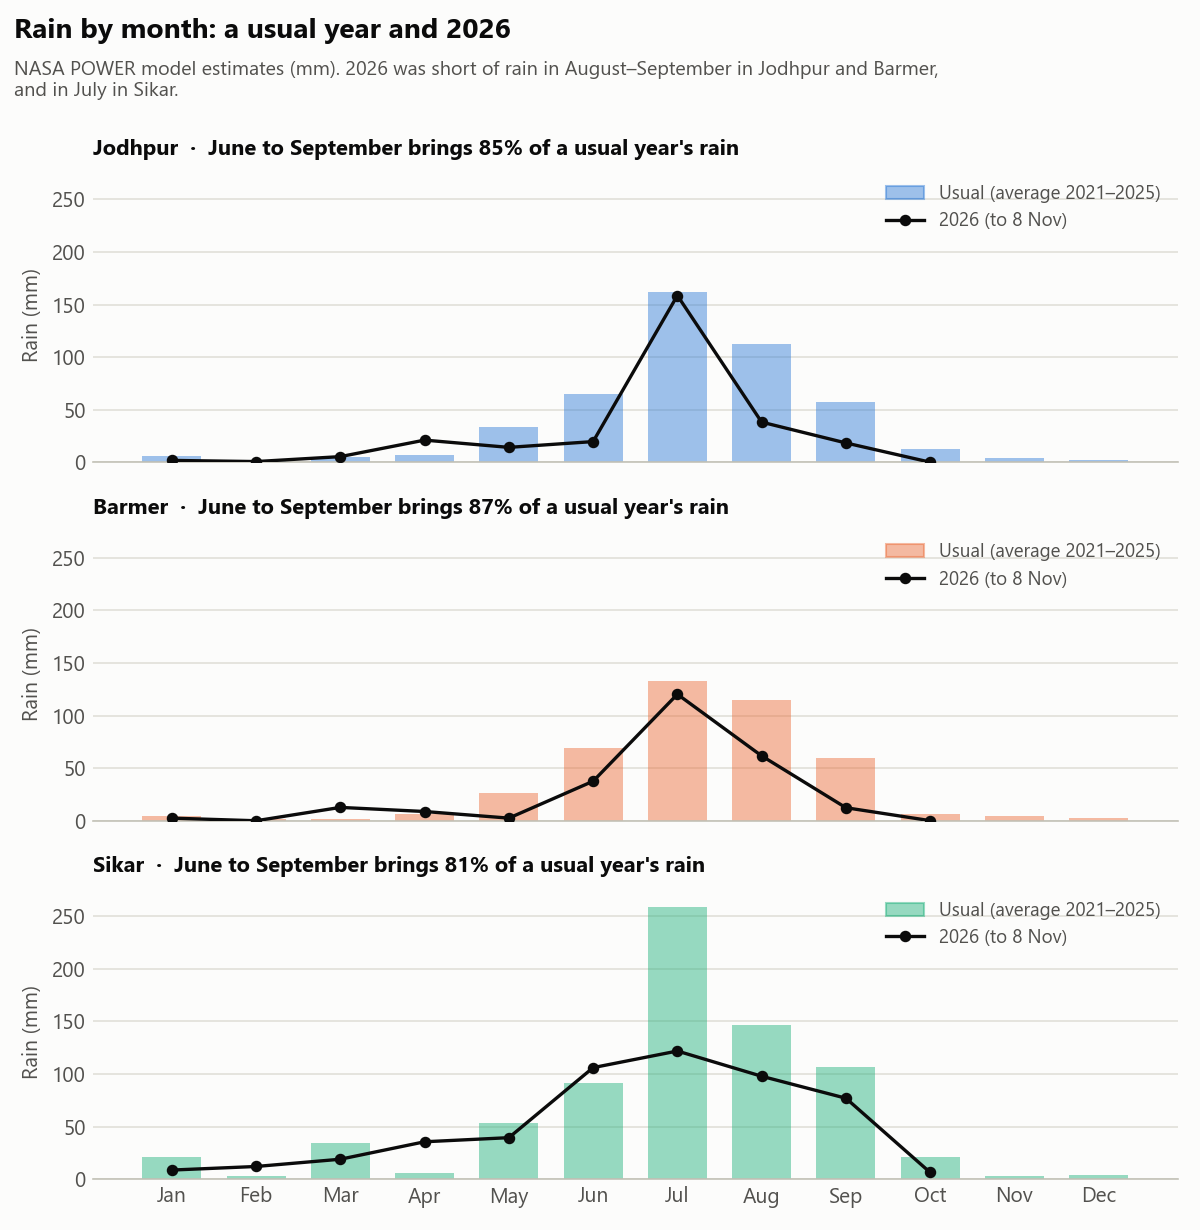 Rain by month: a usual year and 2026
NASA POWER model estimates (mm). 2026 was short of rain in August–September in Jodhpur and Barmer,
and in July in Sikar.
Jodhpur · June to September brings 85% of a usual year's rain
Usual (average 2021–2025)
2026 (to 8 Nov)
Rain (mm)
250
200
150
100
50
0
Barmer · June to September brings 87% of a usual year's rain
Usual (average 2021–2025)
2026 (to 8 Nov)
Rain (mm)
250
200
150
100
50
0
Sikar · June to September brings 81% of a usual year's rain
Usual (average 2021–2025)
2026 (to 8 Nov)
Rain (mm)
250
200
150
100
50
0
Jan Feb Mar Apr May Jun Jul Aug Sep Oct Nov Dec